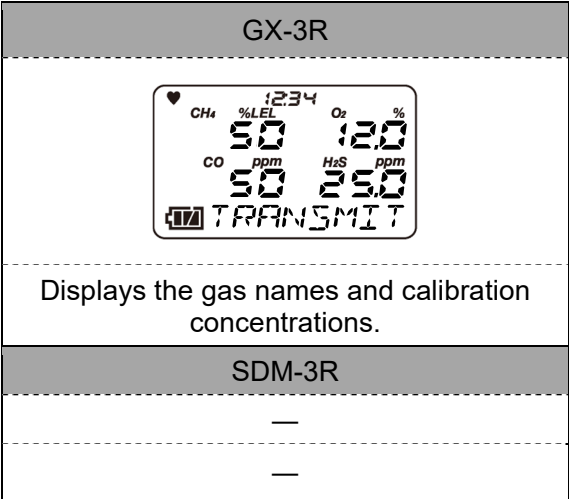 GX-3R
♥ 12:34
CH₄ %LEL O₂ %
50 12.0
CO ppm H₂S ppm
50 25.0
TRANSMIT
Displays the gas names and calibration
concentrations.
SDM-3R
—
—